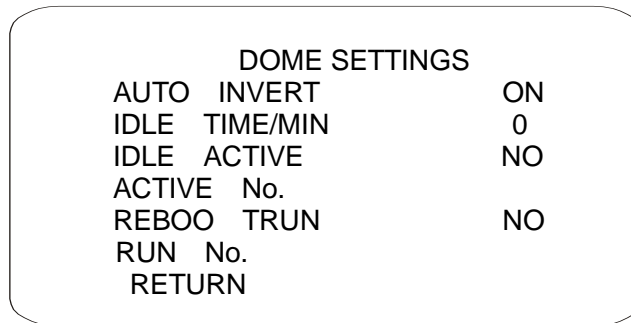 DOME SETTINGS
AUTO INVERT ON
IDLE TIME/MIN 0
IDLE ACTIVE NO
ACTIVE No.
REBOO TRUN NO
RUN No.
RETURN